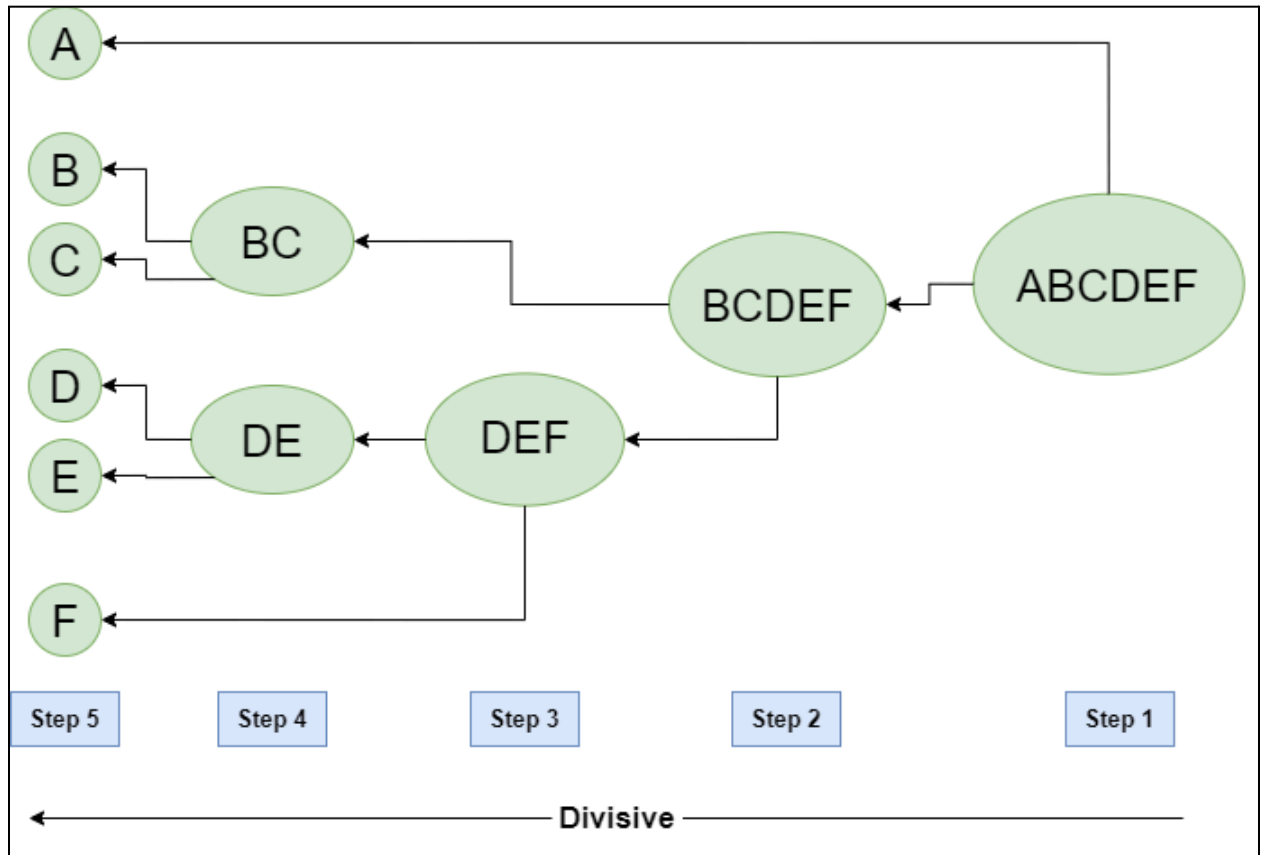 A
B
C
BC
BCDEF
ABCDEF
D
E
DE
DEF
F
Step 5
Step 4
Step 3
Step 2
Step 1
Divisive